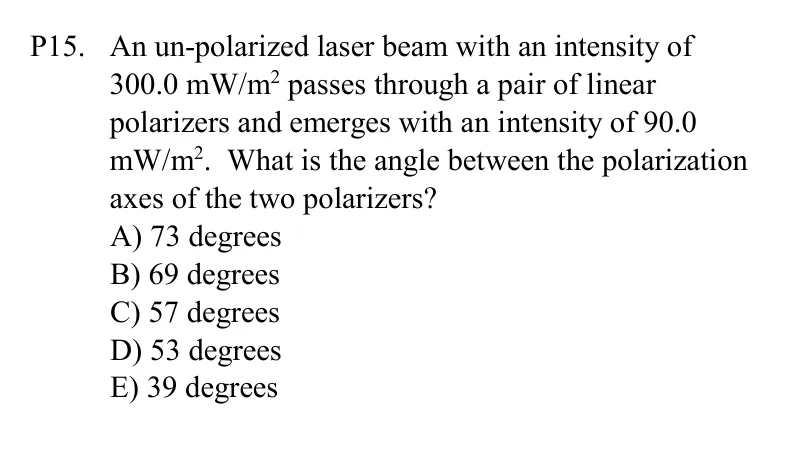 P15. An un-polarized laser beam with an intensity of
300.0 mW/m² passes through a pair of linear
polarizers and emerges with an intensity of 90.0
mW/m². What is the angle between the polarization
axes of the two polarizers?
A) 73 degrees
B) 69 degrees
C) 57 degrees
D) 53 degrees
E) 39 degrees